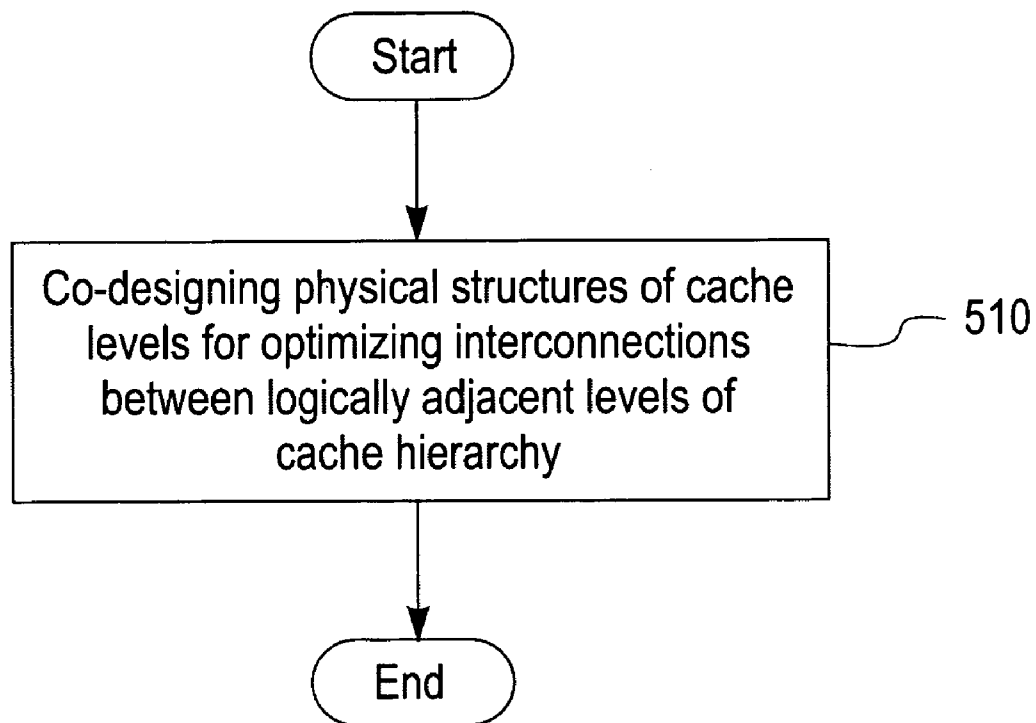 Start
Co-designing physical structures of cache
levels for optimizing interconnections
between logically adjacent levels of
cache hierarchy
510
End